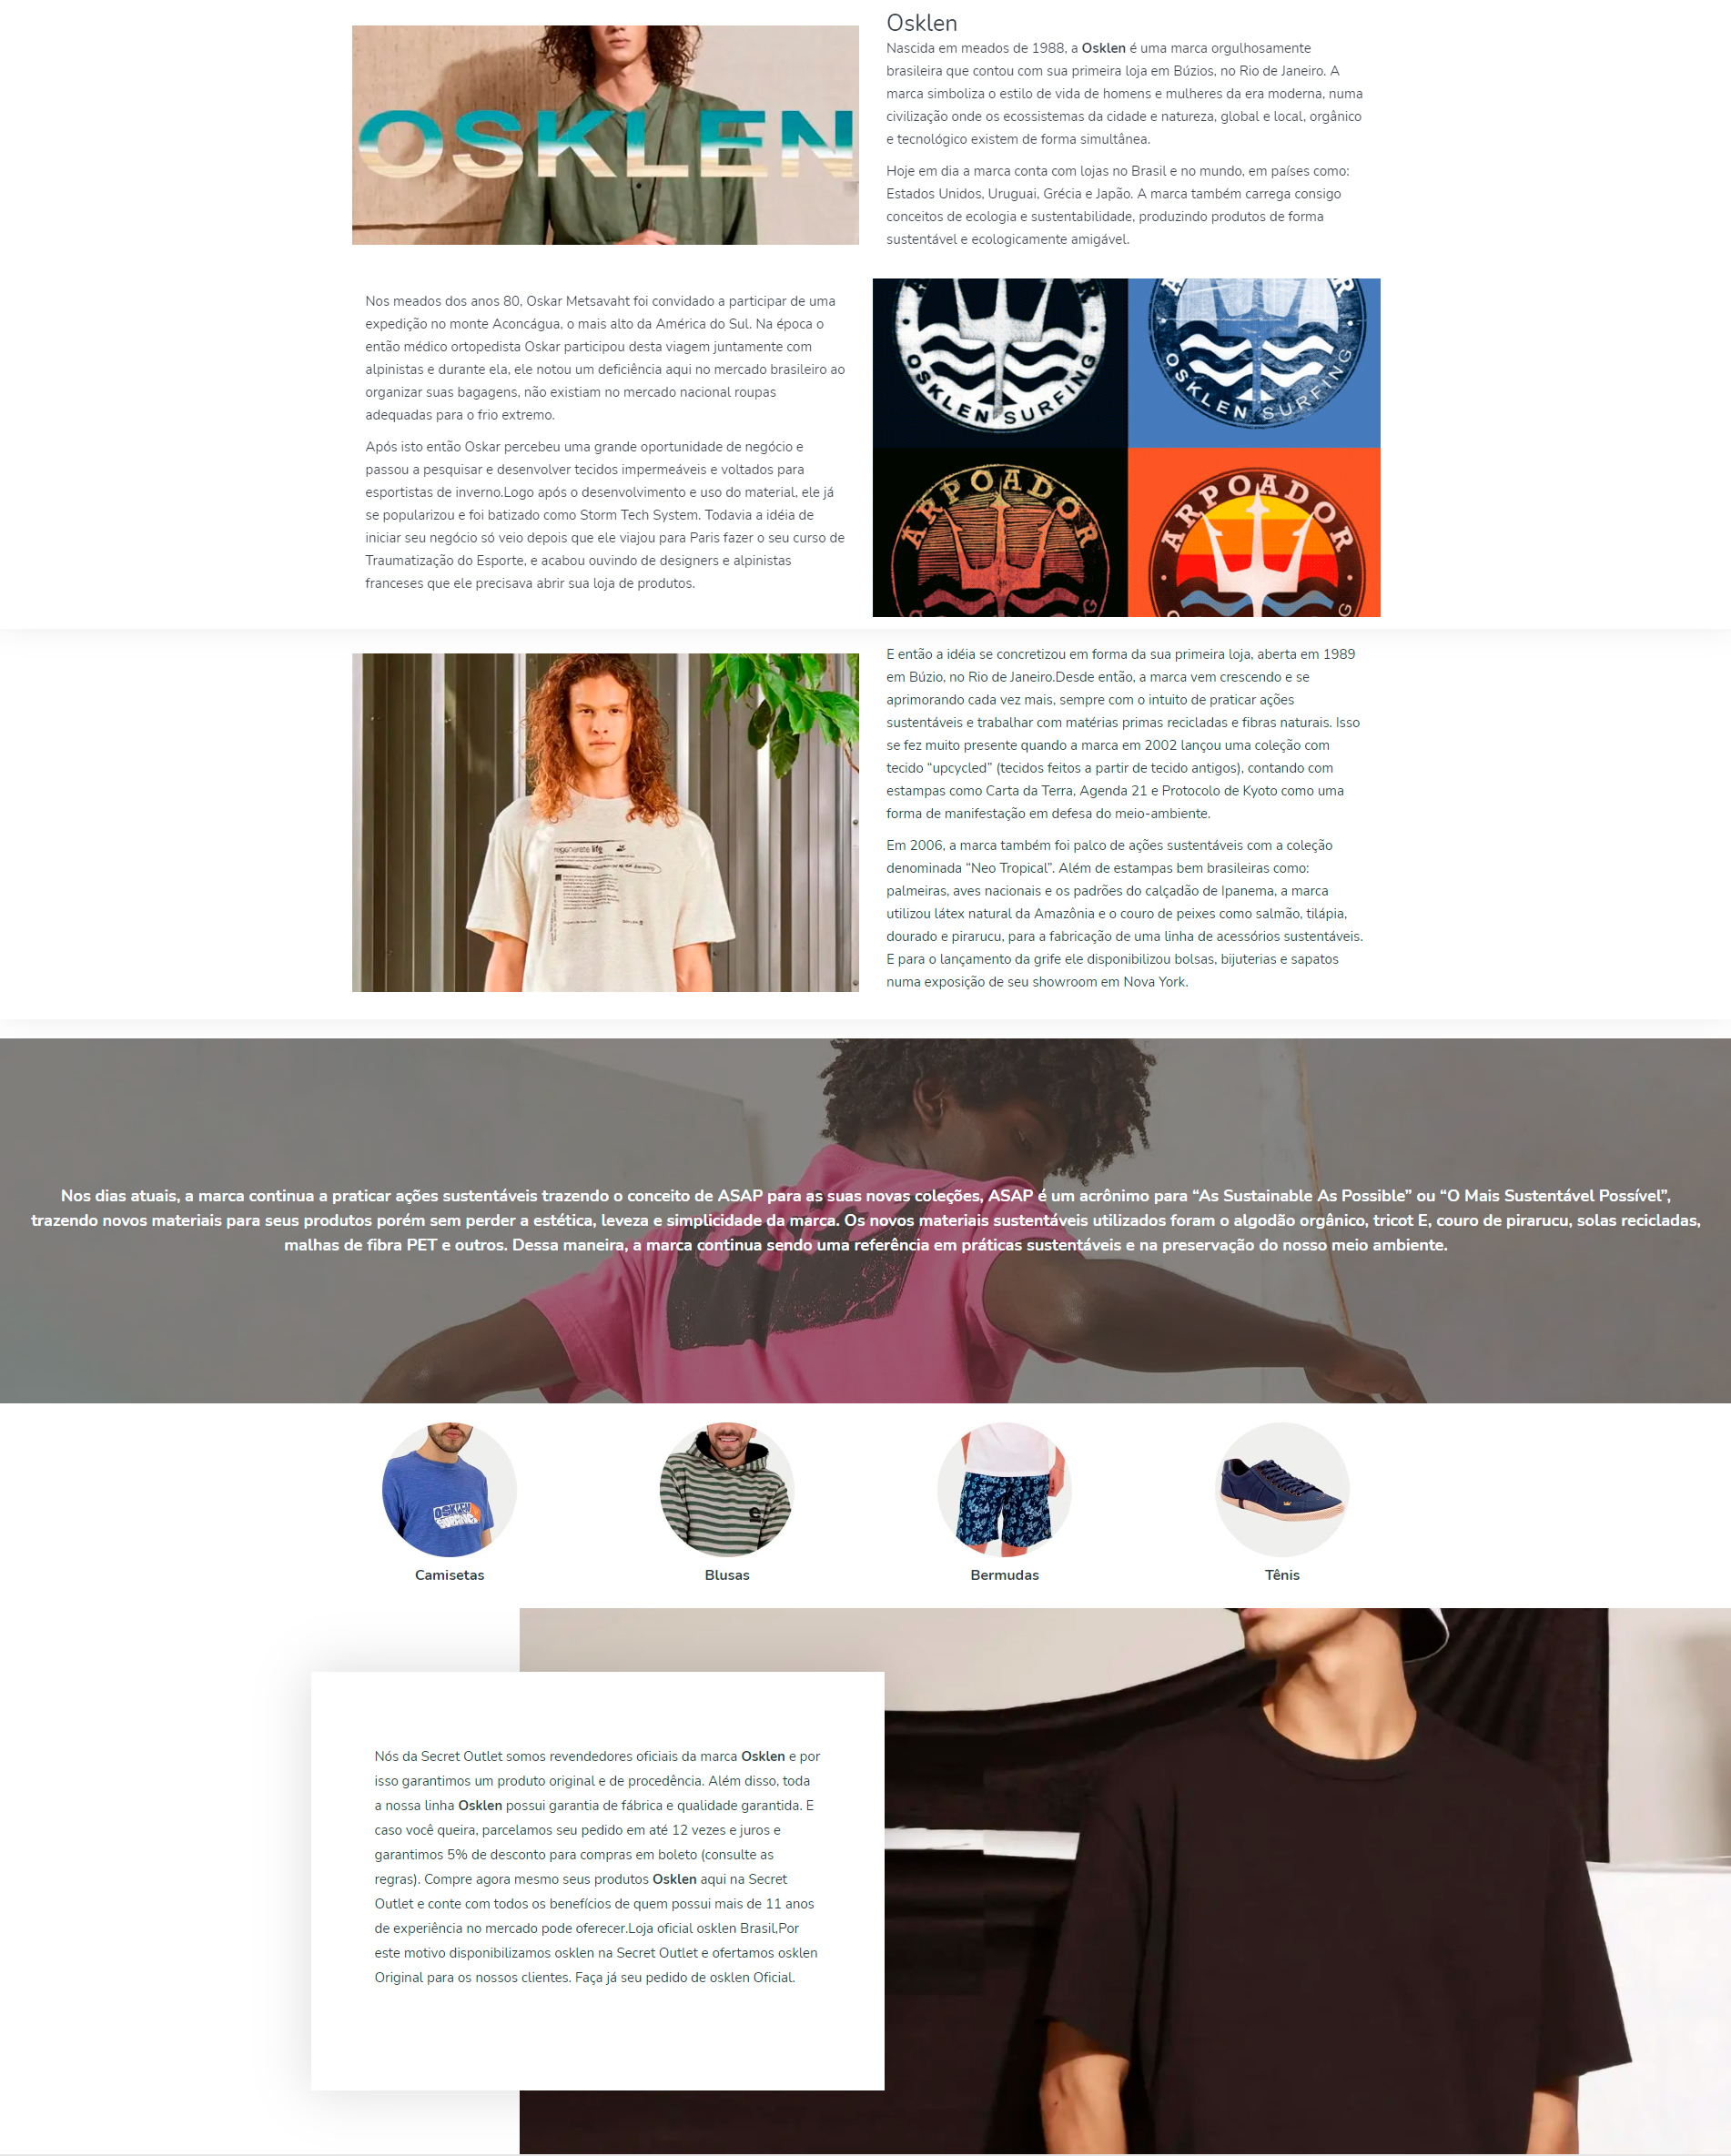 OSKLEN
Osklen
Nascida em meados de 1988, a Osklen é uma marca orgulhosamente
brasileira que contou com sua primeira loja em Búzios, no Rio de Janeiro. A
marca simboliza o estilo de vida de homens e mulheres da era moderna, numa
civilização onde os ecossistemas da cidade e natureza, global e local, orgânico
e tecnológico existem de forma simultânea.
Hoje em dia a marca conta com lojas no Brasil e no mundo, em países como:
Estados Unidos, Uruguai, Grécia e Japão. A marca também carrega consigo
conceitos de ecologia e sustentabilidade, produzindo produtos de forma
sustentável e ecologicamente amigável.
Nos meados dos anos 80, Oskar Metsavaht foi convidado a participar de uma
expedição no monte Aconcágua, o mais alto da América do Sul. Na época o
então médico ortopedista Oskar participou desta viagem juntamente com
alpinistas e durante ela, ele notou um deficiência aqui no mercado brasileiro ao
organizar suas bagagens, não existiam no mercado nacional roupas
adequadas para o frio extremo.
Após isto então Oskar percebeu uma grande oportunidade de negócio e
passou a pesquisar e desenvolver tecidos impermeáveis e voltados para
esportistas de inverno.Logo após o desenvolvimento e uso do material, ele já
se popularizou e foi batizado como Storm Tech System. Todavia a idéia de
iniciar seu negócio só veio depois que ele viajou para Paris fazer o seu curso de
Traumatização do Esporte, e acabou ouvindo de designers e alpinistas
franceses que ele precisava abrir sua loja de produtos.
OSKLEN SURFING
OSKLEN SURFING
ARPOADOR
ARPOADOR
regenerate life
E então a idéia se concretizou em forma da sua primeira loja, aberta em 1989
em Búzio, no Rio de Janeiro.Desde então, a marca vem crescendo e se
aprimorando cada vez mais, sempre com o intuito de praticar ações
sustentáveis e trabalhar com matérias primas recicladas e fibras naturais. Isso
se fez muito presente quando a marca em 2002 lançou uma coleção com
tecido “upcycled” (tecidos feitos a partir de tecido antigos), contando com
estampas como Carta da Terra, Agenda 21 e Protocolo de Kyoto como uma
forma de manifestação em defesa do meio-ambiente.
Em 2006, a marca também foi palco de ações sustentáveis com a coleção
denominada “Neo Tropical”. Além de estampas bem brasileiras como:
palmeiras, aves nacionais e os padrões do calçadão de Ipanema, a marca
utilizou látex natural da Amazônia e o couro de peixes como salmão, tilápia,
dourado e pirarucu, para a fabricação de uma linha de acessórios sustentáveis.
E para o lançamento da grife ele disponibilizou bolsas, bijuterias e sapatos
numa exposição de seu showroom em Nova York.
Nos dias atuais, a marca continua a praticar ações sustentáveis trazendo o conceito de ASAP para as suas novas coleções, ASAP é um acrônimo para “As Sustainable As Possible” ou “O Mais Sustentável Possível”,
trazendo novos materiais para seus produtos porém sem perder a estética, leveza e simplicidade da marca. Os novos materiais sustentáveis utilizados foram o algodão orgânico, tricot E, couro de pirarucu, solas recicladas,
malhas de fibra PET e outros. Dessa maneira, a marca continua sendo uma referência em práticas sustentáveis e na preservação do nosso meio ambiente.
OSKLEN
Camisetas
Blusas
Bermudas
Tênis
Nós da Secret Outlet somos revendedores oficiais da marca Osklen e por
isso garantimos um produto original e de procedência. Além disso, toda
a nossa linha Osklen possui garantia de fábrica e qualidade garantida. E
caso você queira, parcelamos seu pedido em até 12 vezes e juros e
garantimos 5% de desconto para compras em boleto (consulte as
regras). Compre agora mesmo seus produtos Osklen aqui na Secret
Outlet e conte com todos os benefícios de quem possui mais de 11 anos
de experiência no mercado pode oferecer.Loja oficial osklen Brasil,Por
este motivo disponibilizamos osklen na Secret Outlet e ofertamos osklen
Original para os nossos clientes. Faça já seu pedido de osklen Oficial.